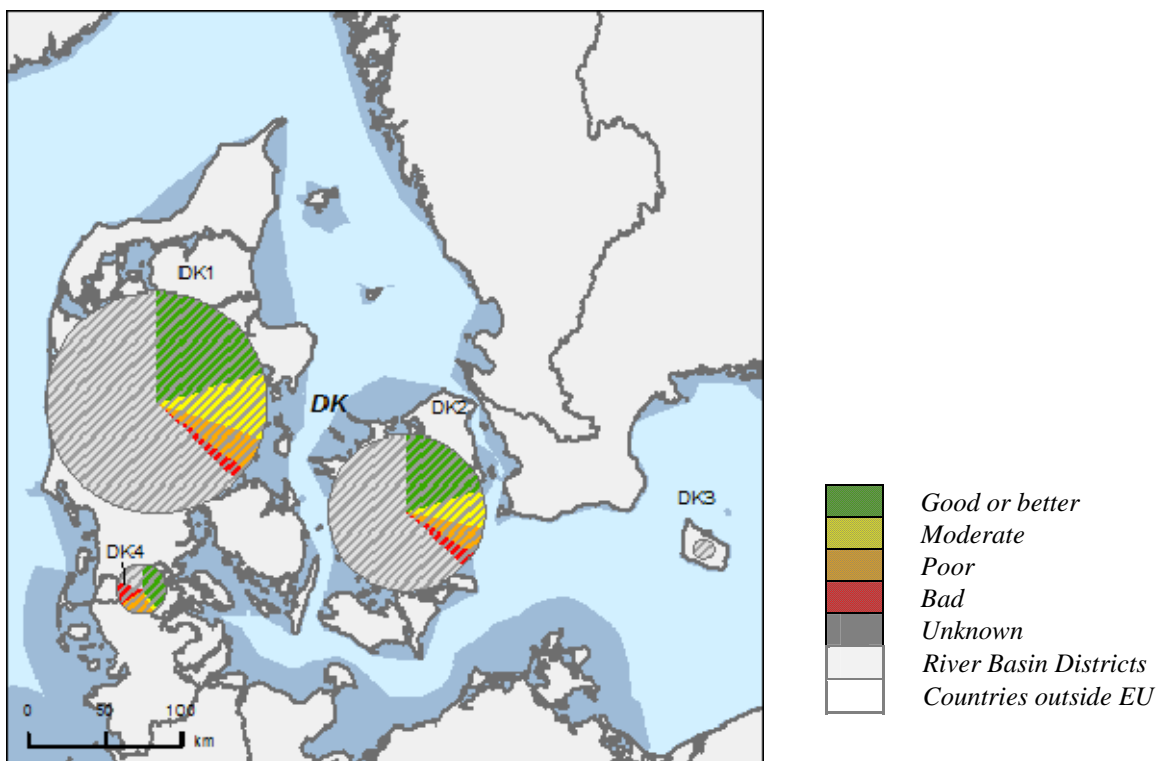 DK1
DK
DK2
DK3
DK4
0 50 100
km
Good or better
Moderate
Poor
Bad
Unknown
River Basin Districts
Countries outside EU